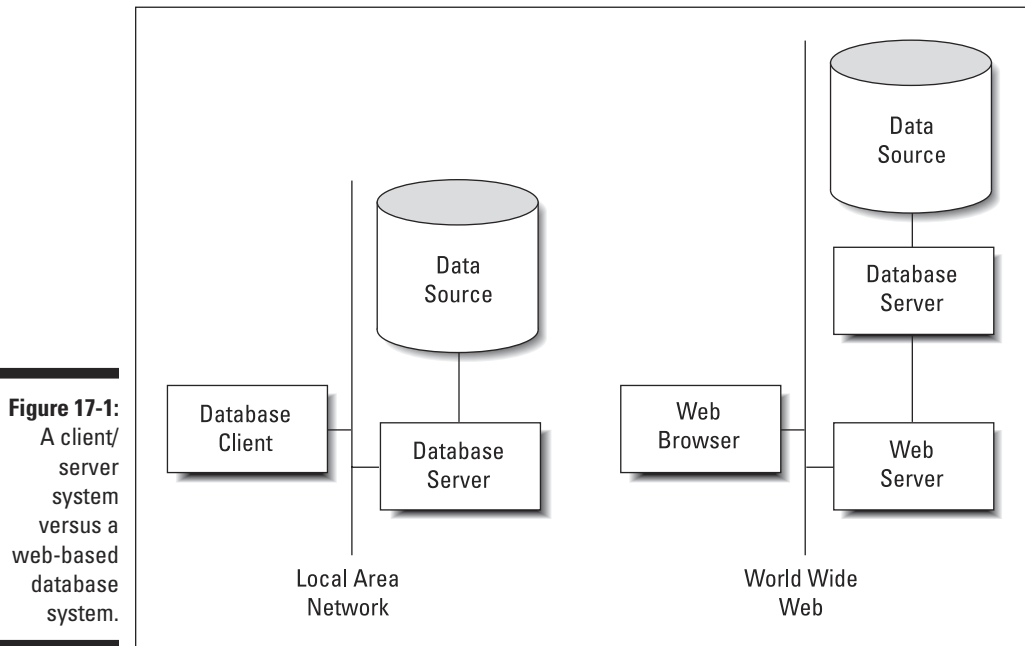 Figure 17-1:
A client/
server
system
versus a
web-based
database
system.
Database
Client
Data
Source
Database
Server
Local Area
Network
Web
Browser
Data
Source
Database
Server
Web
Server
World Wide
Web